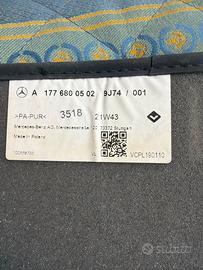 A 177 680 05 02 9J74 / 001
>PA-PUR< 3518 21W43
Mercedes-Benz AG, Mercedesstraße 120, 70372 Stuttgart
Made in Poland
VCPL190110
subito